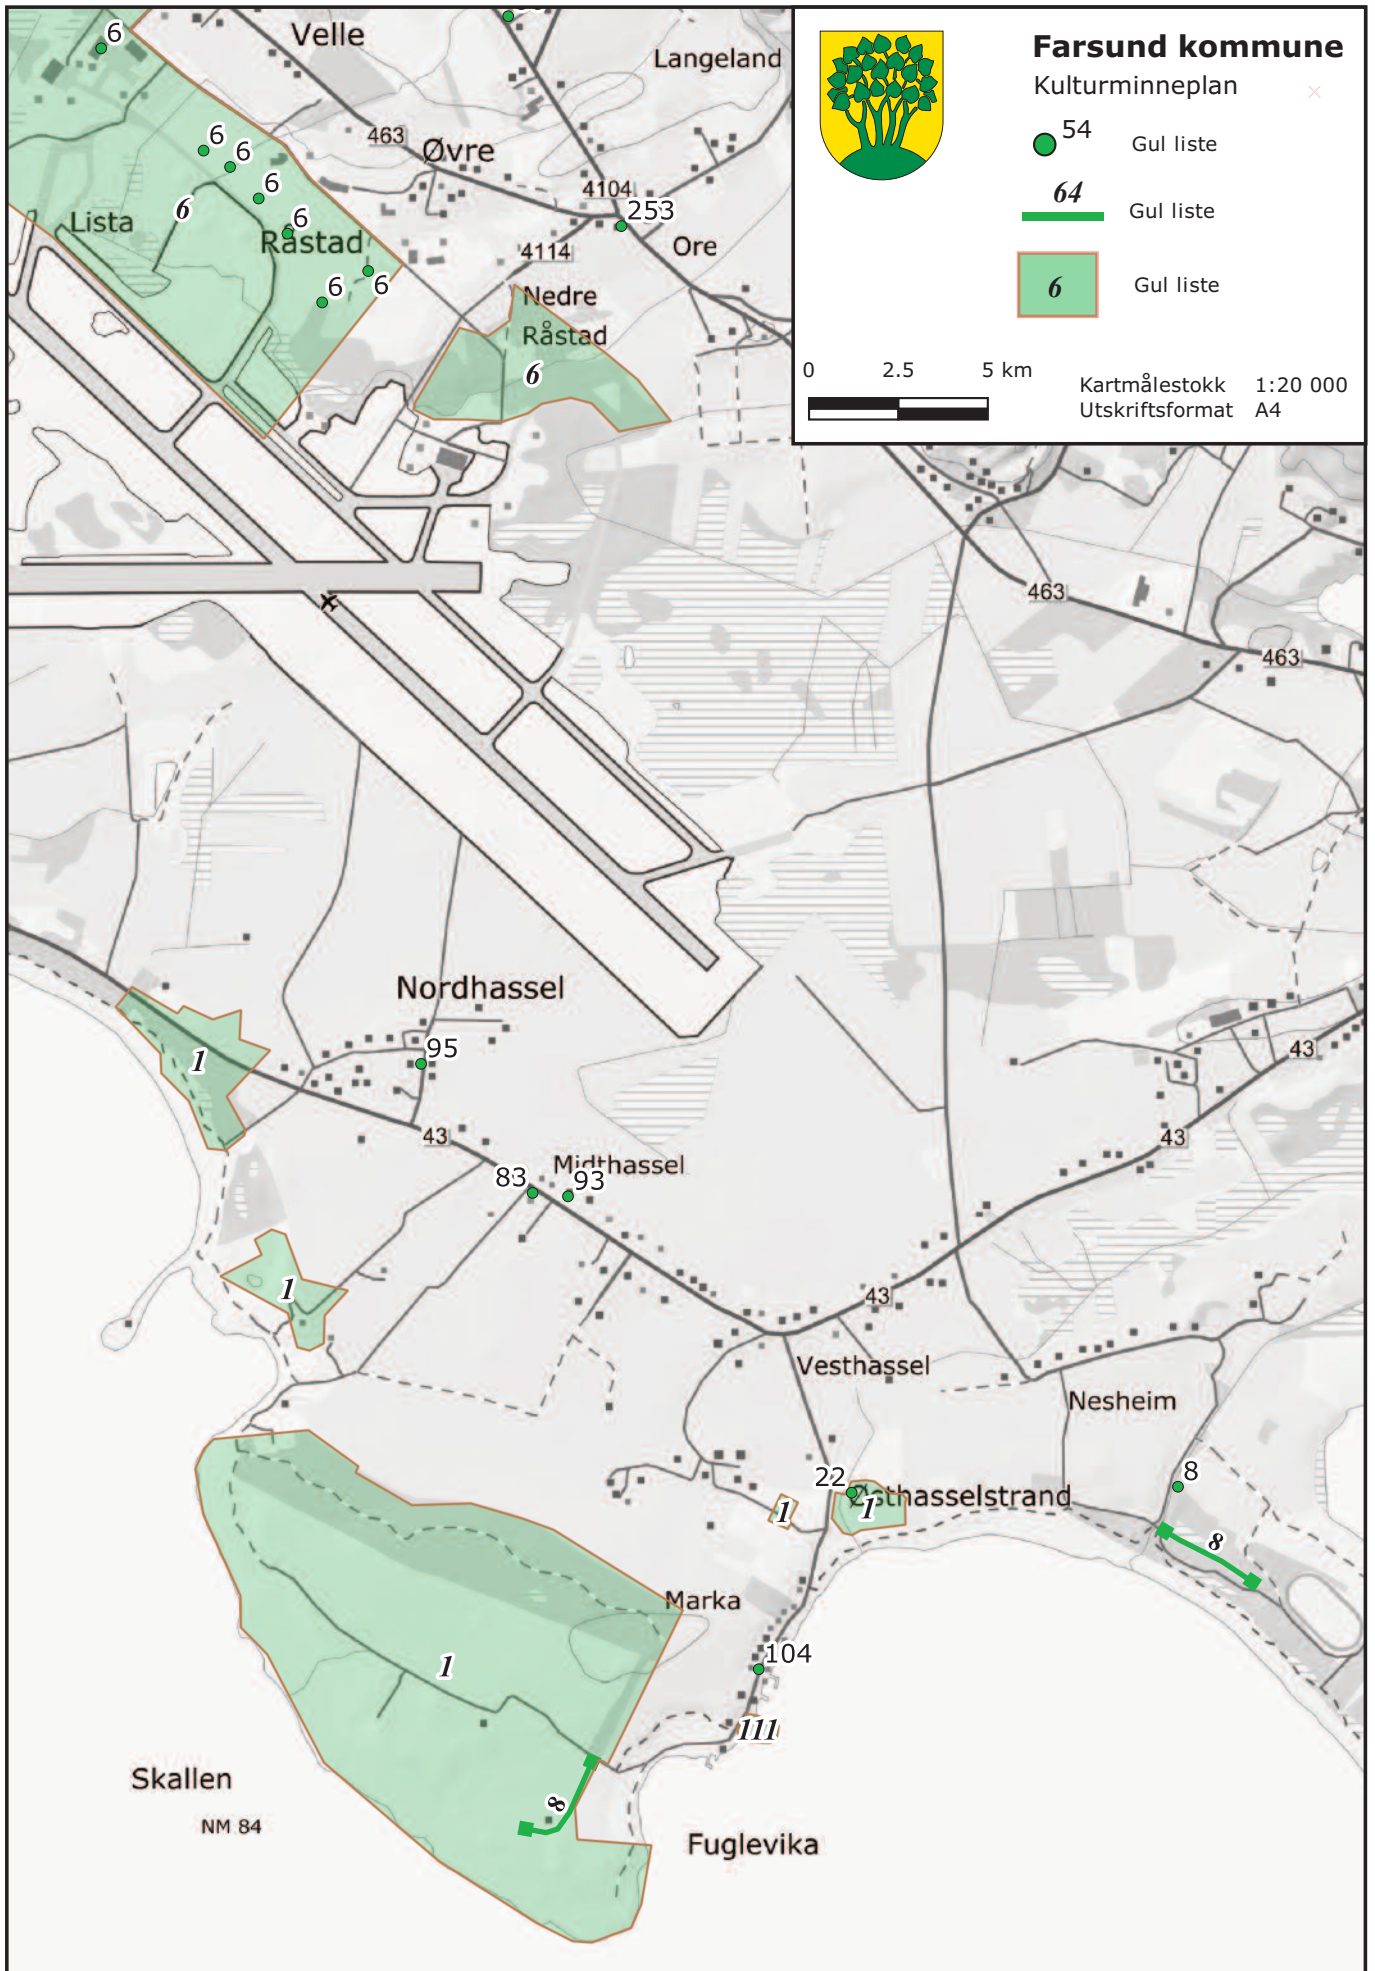 Farsund kommune
Kulturminneplan
54 Gul liste
64 Gul liste
6 Gul liste
0 2.5 5 km
Kartmålestokk 1:20 000
Utskriftsformat A4
6
Velle
Langeland
463
Øvre
6
6
6
6
6
Lista
Råstad
4104
253
Ore
4114
6
6
Nedre
Råstad
6
463
463
Nordhassel
95
1
43
43
43
Midthassel
83
93
1
43
Vesthassel
Nesheim
22
Østhasselstrand
1
1
8
8
Marka
1
104
111
Skallen
NM 84
8
Fuglevika